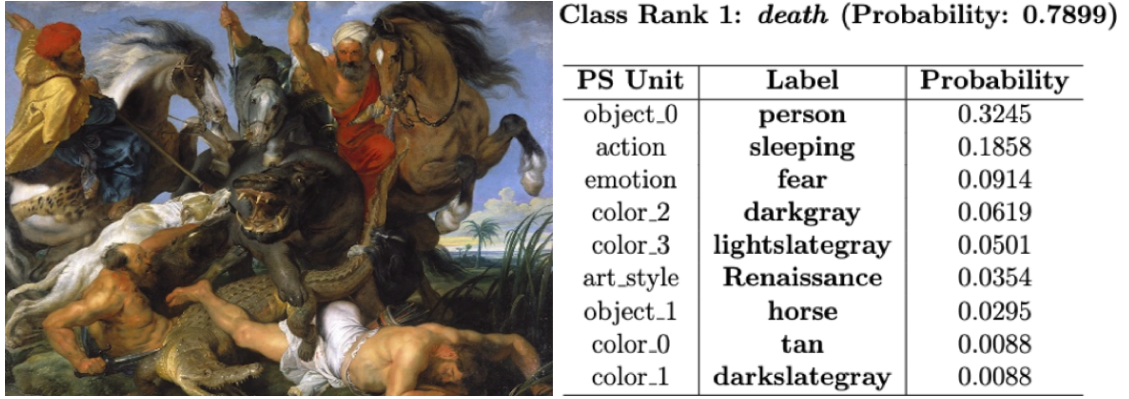 Class Rank 1: death (Probability: 0.7899)
PS Unit Label Probability
object_0 person 0.3245
action sleeping 0.1858
emotion fear 0.0914
color_2 darkgray 0.0619
color_3 lightslategray 0.0501
art_style Renaissance 0.0354
object_1 horse 0.0295
color_0 tan 0.0088
color_1 darkslategray 0.0088